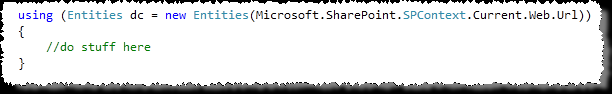 using (Entities dc = new Entities(Microsoft.SharePoint.SPContext.Current.Web.Url))
{
//do stuff here
}